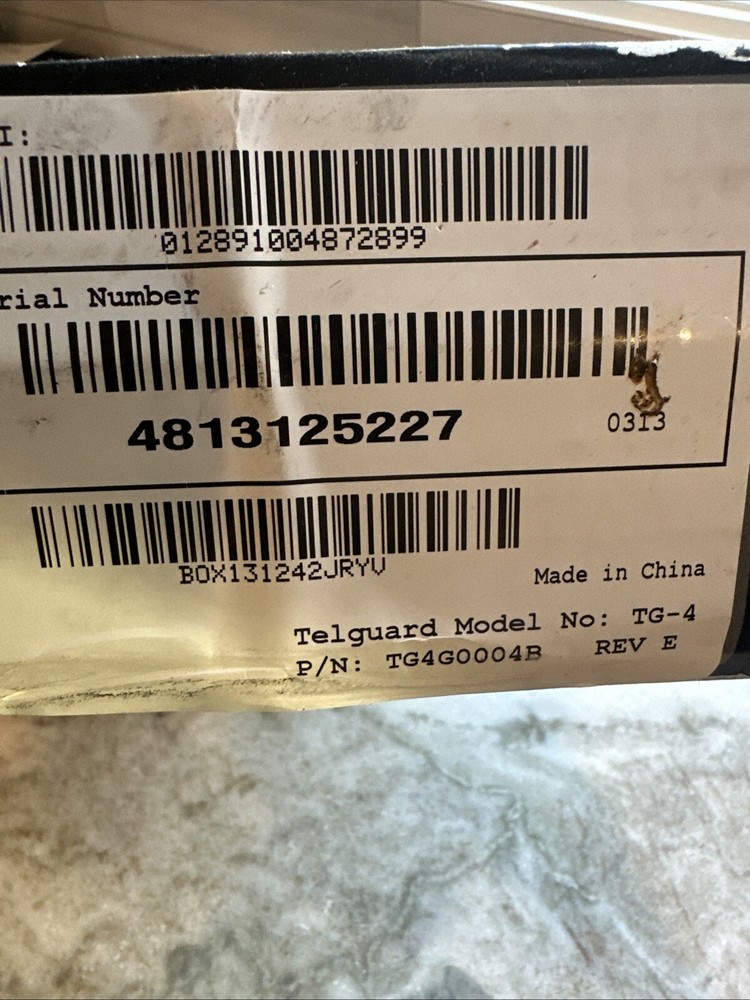 I:
012891004872899
rial Number
4813125227
0313
BOX131242JRYV
Made in China
Telguard Model No: TG-4
P/N: TG4G0004B REV E